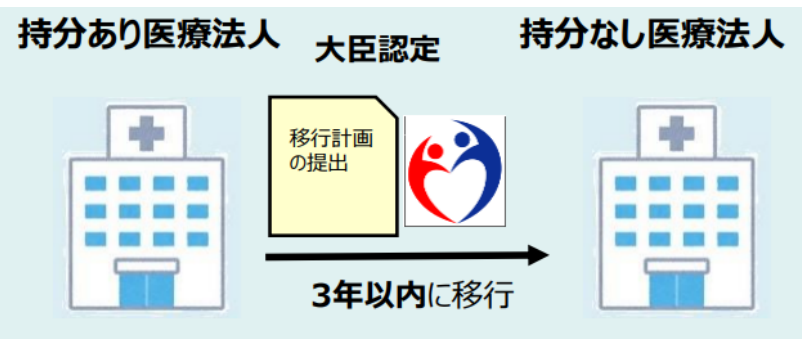 持分あり医療法人
大臣認定
持分なし医療法人
移行計画
の提出
3年以内に移行